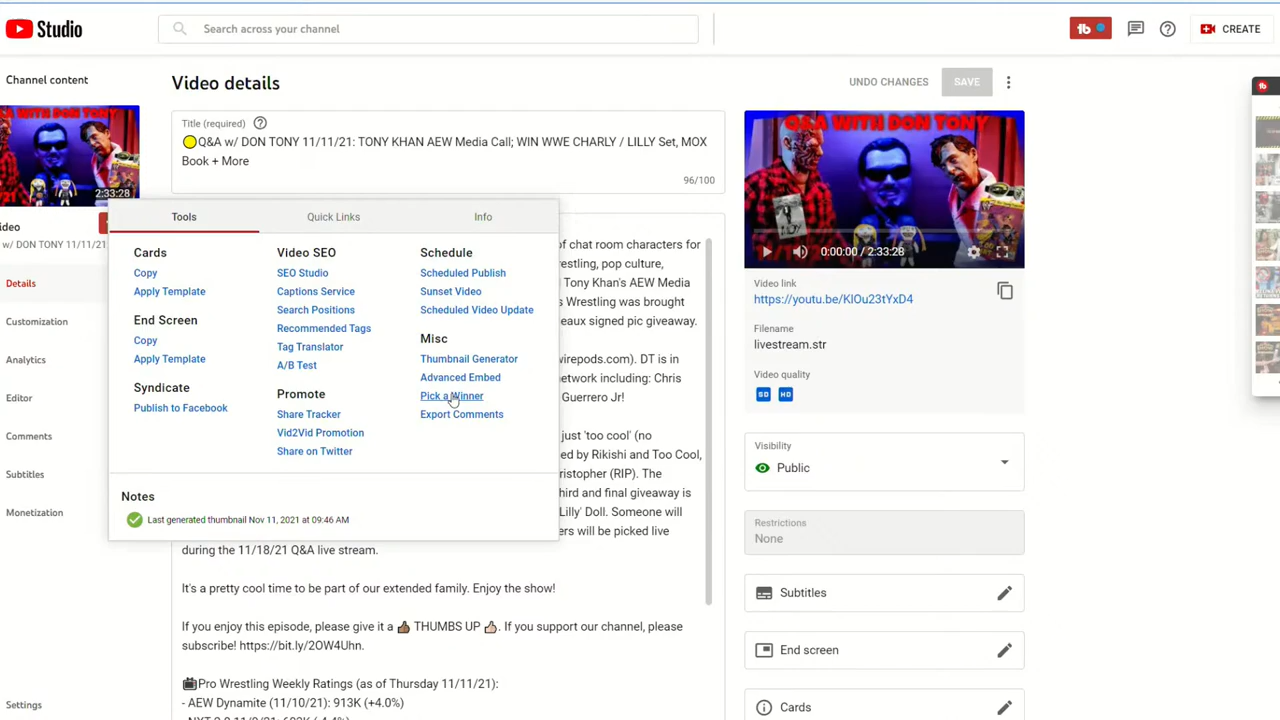 Studio
Search across your channel
CREATE
Channel content
Video details
UNDO CHANGES
SAVE
Title (required)
Q&A w/ DON TONY 11/11/21: TONY KHAN AEW Media Call; WIN WWE CHARLY / LILLY Set, MOX
Book + More
96/100
2:33:28
w/ DON TONY 11/11/21
Details
Customization
Analytics
Editor
Comments
Subtitles
Monetization
Settings
Tools
Quick Links
Info
Cards
Copy
Apply Template
End Screen
Copy
Apply Template
Syndicate
Publish to Facebook
Video SEO
SEO Studio
Captions Service
Search Positions
Recommended Tags
Tag Translator
A/B Test
Promote
Share Tracker
Vid2Vid Promotion
Share on Twitter
Schedule
Scheduled Publish
Sunset Video
Scheduled Video Update
Misc
Thumbnail Generator
Advanced Embed
Pick a Winner
Export Comments
Notes
Last generated thumbnail Nov 11, 2021 at 09:46 AM
of chat room characters for
estling, pop culture,
Tony Khan's AEW Media
s Wrestling was brought
eaux signed pic giveaway.
wirepods.com). DT is in
etwork including: Chris
Guerrero Jr!
just 'too cool' (no
ed by Rikishi and Too Cool,
ristopher (RIP). The
hird and final giveaway is
'Lilly' Doll. Someone will
ers will be picked live
during the 11/18/21 Q&A live stream.
It's a pretty cool time to be part of our extended family. Enjoy the show!
If you enjoy this episode, please give it a THUMBS UP . If you support our channel, please
subscribe! https://bit.ly/2OW4Uhn.
Pro Wrestling Weekly Ratings (as of Thursday 11/11/21):
- AEW Dynamite (11/10/21): 913K (+4.0%)
Q&A WITH DON TONY
0:00:00 / 2:33:28
Video link
https://youtu.be/KlOu23tYxD4
Filename
livestream.str
Video quality
SD HD
Visibility
Public
Restrictions
None
Subtitles
End screen
Cards